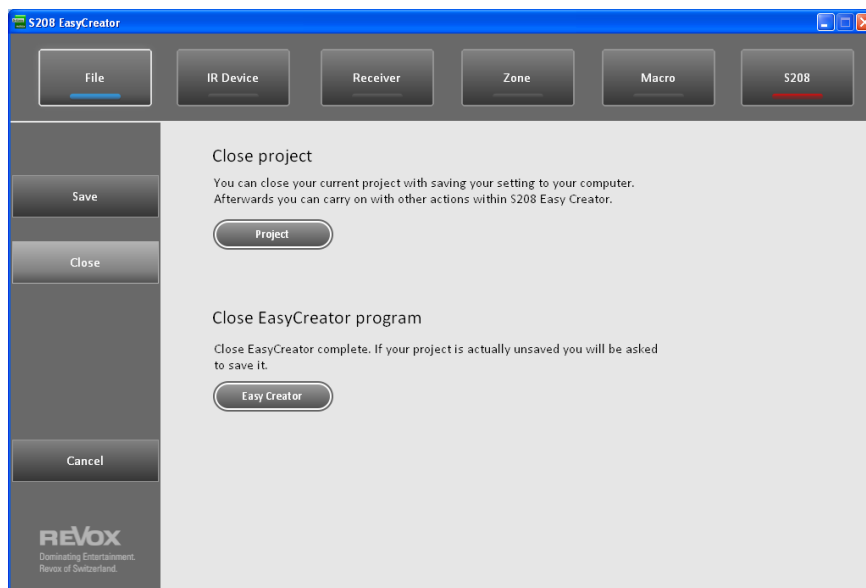 S208 EasyCreator
File
IR Device
Receiver
Zone
Macro
S208
Save
Close
Cancel
Close project
You can close your current project with saving your setting to your computer.
Afterwards you can carry on with other actions within S208 Easy Creator.
Project
Close EasyCreator program
Close EasyCreator complete. If your project is actually unsaved you will be asked
to save it.
Easy Creator
REVOX
Dominating Entertainment.
Revox of Switzerland.